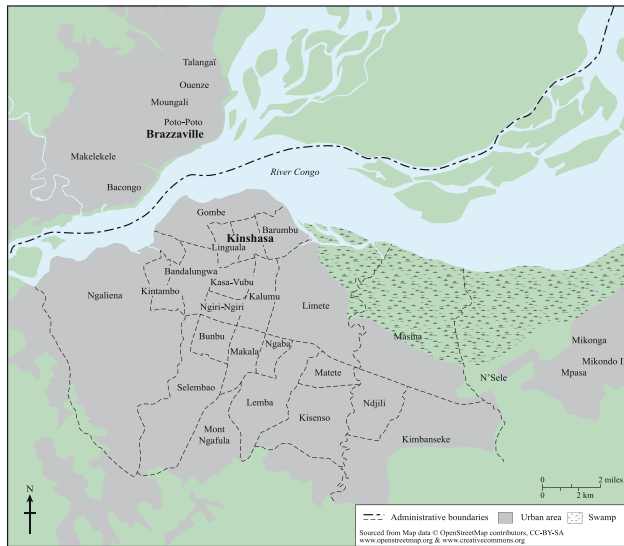 Talangaï
Ouenze
Moungali
Poto-Poto
Brazzaville
Makelekele
Bacongo
River Congo
Gombe
Barumbu
Kinshasa
Linguala
Bandalungwa
Kasa-Vubu
Kintambo
Kalumu
Ngaliena
Ngiri-Ngiri
Limete
Bunbu
Masina
Ngaba
Makala
Mikonga
Mikondo I
Mpasa
Matete
N'Sele
Selembao
Lemba
Ndjili
Kisenso
Mont
Ngafula
Kimbanseke
N
0 2 miles
0 2 km
Administrative boundaries Urban area Swamp
Sourced from Map data © OpenStreetMap contributors, CC-BY-SA
www.openstreetmap.org & www.creativecommons.org